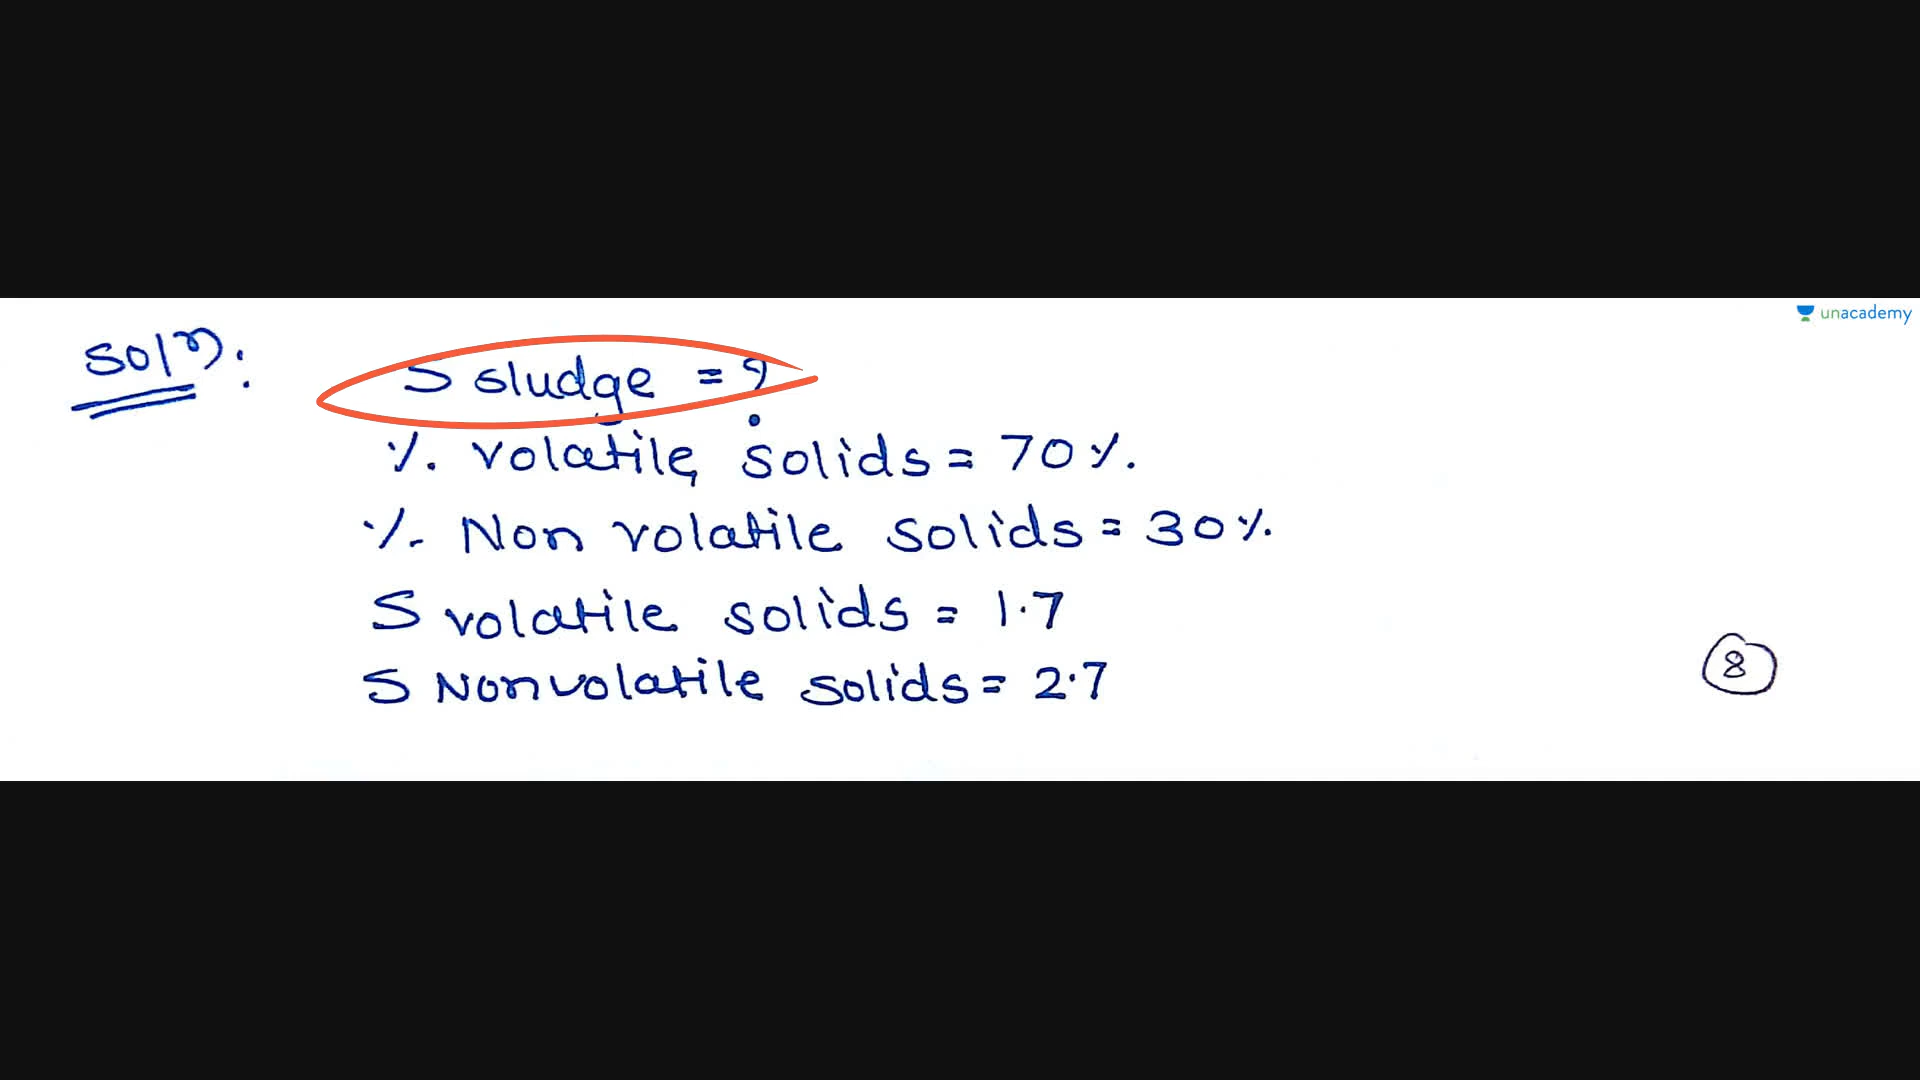 unacademy
Soln:
S sludge = ?
% volatile solids = 70%.
% Non volatile solids = 30%.
S volatile solids = 1.7
S Nonvolatile solids = 2.7
8